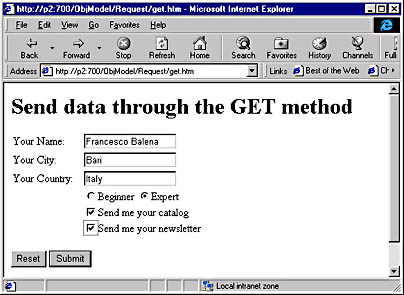 http://p2:700/ObjModel/Request/get.htm - Microsoft Internet Explorer
File Edit View Go Favorites Help
Back Forward Stop Refresh Home Search Favorites History Channels Full
Address http://p2:700/ObjModel/Request/get.htm Links Best of the Web Ch
Send data through the GET method
Your Name: Francesco Balena
Your City: Bari
Your Country: Italy
Beginner Expert
Send me your catalog
Send me your newsletter
Reset Submit
Local intranet zone